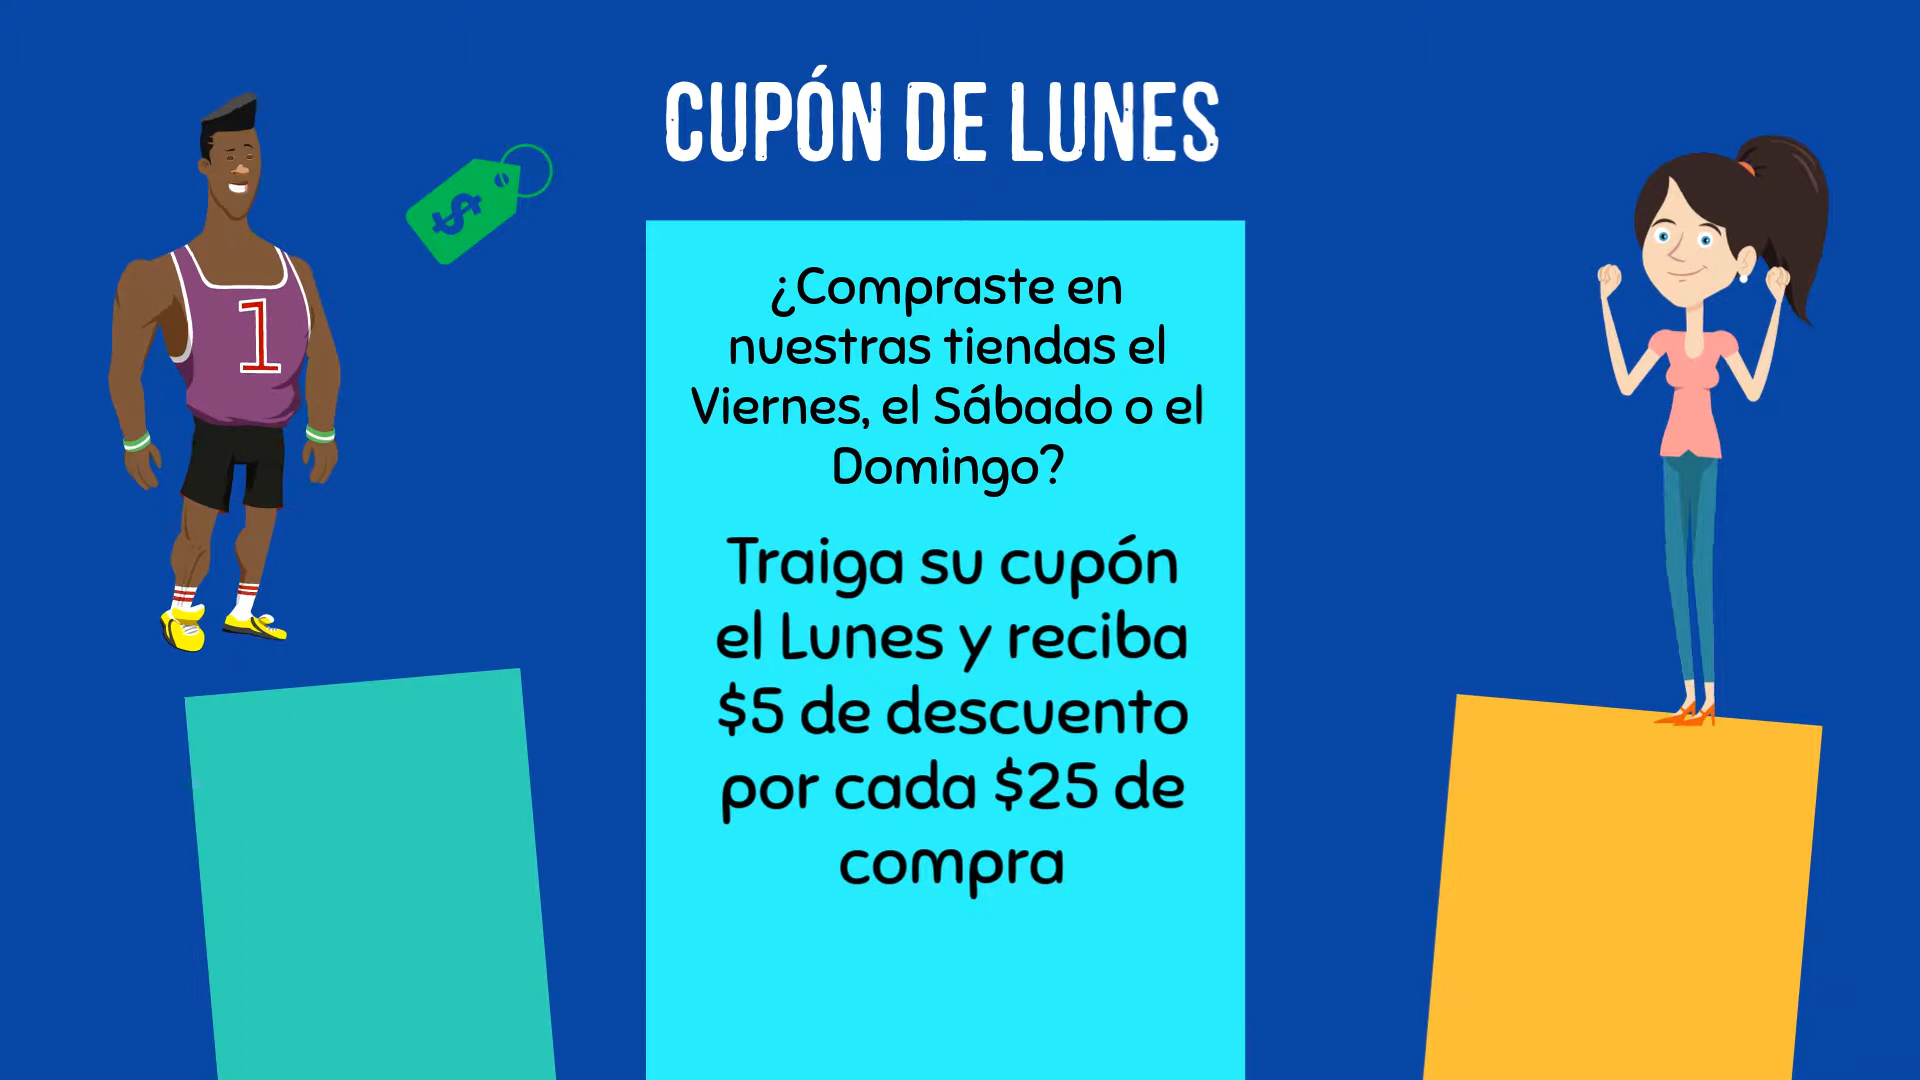 CUPÓN DE LUNES
$
1
¿Compraste en
nuestras tiendas el
Viernes, el Sábado o el
Domingo?
Traiga su cupón
el Lunes y reciba
$5 de descuento
por cada $25 de
compra